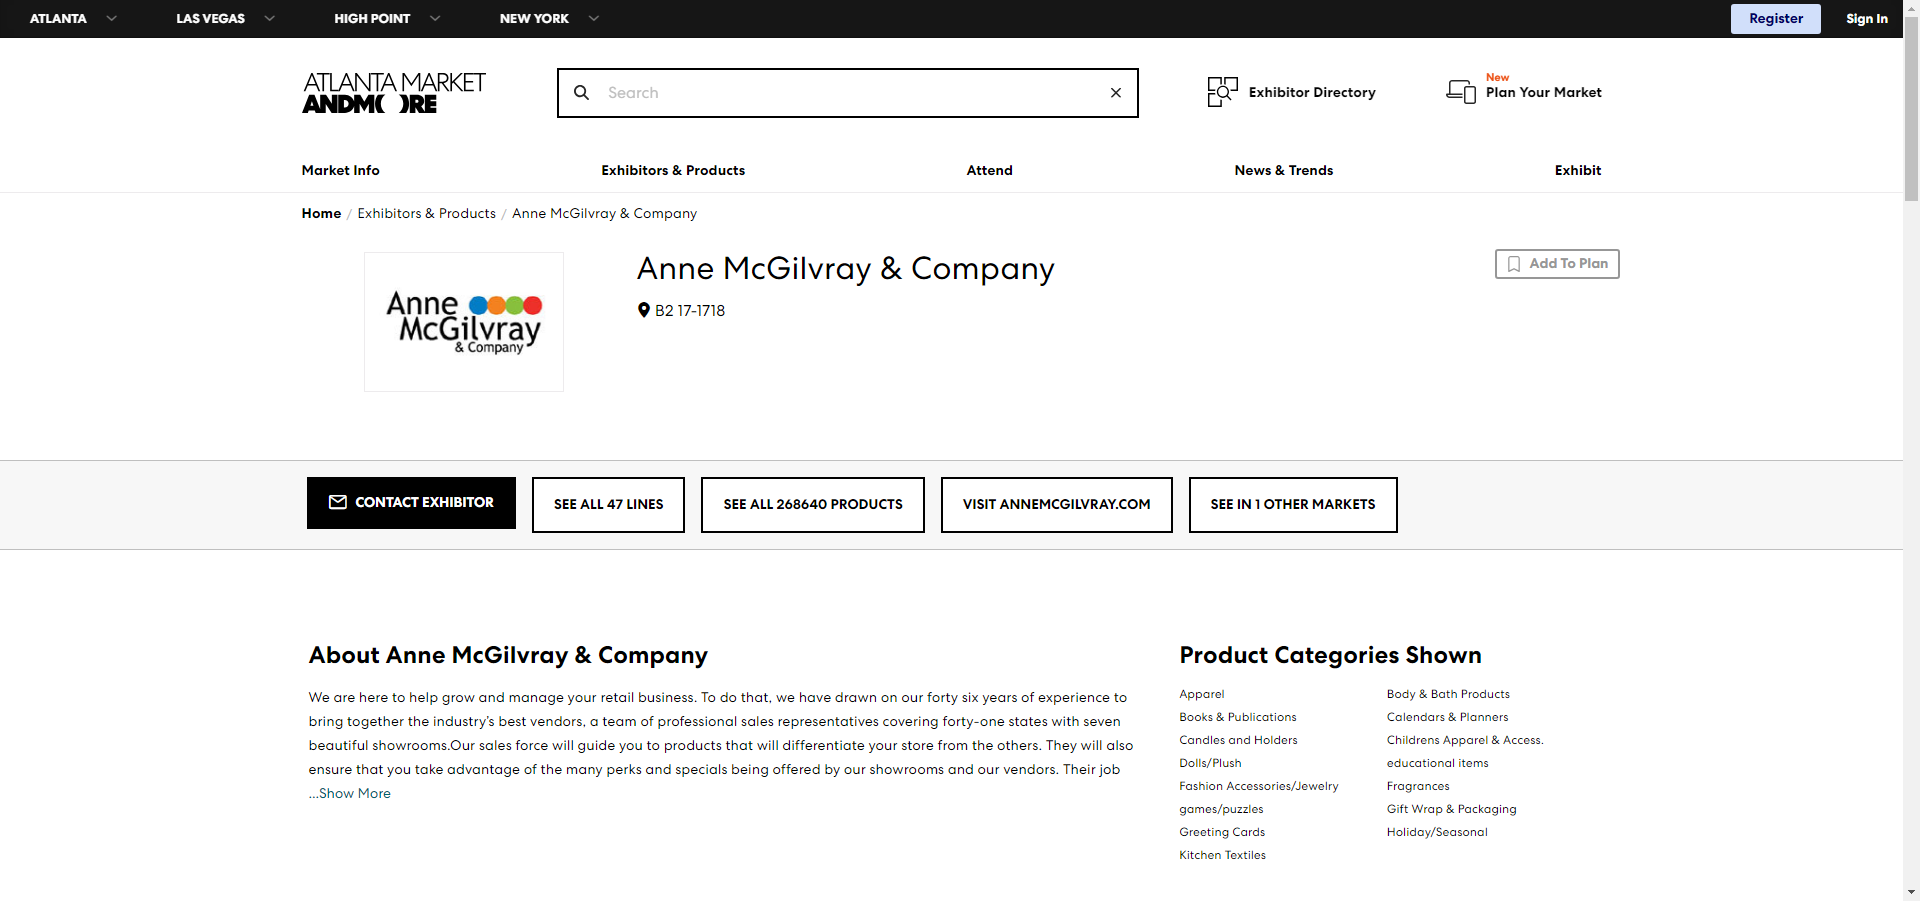 ATLANTA LAS VEGAS HIGH POINT NEW YORK Register Sign In
ATLANTA MARKET
ANDMO RE
Search
Exhibitor Directory
New
Plan Your Market
Market Info Exhibitors & Products Attend News & Trends Exhibit
Home / Exhibitors & Products / Anne McGilvray & Company
Anne
McGilvray
& Company
Anne McGilvray & Company
B2 17-1718
Add To Plan
CONTACT EXHIBITOR SEE ALL 47 LINES SEE ALL 268640 PRODUCTS VISIT ANNEMCGILVRAY.COM SEE IN 1 OTHER MARKETS
About Anne McGilvray & Company
We are here to help grow and manage your retail business. To do that, we have drawn on our forty six years of experience to
bring together the industry's best vendors, a team of professional sales representatives covering forty-one states with seven
beautiful showrooms.Our sales force will guide you to products that will differentiate your store from the others. They will also
ensure that you take advantage of the many perks and specials being offered by our showrooms and our vendors. Their job
...Show More
Product Categories Shown
Apparel Body & Bath Products
Books & Publications Calendars & Planners
Candles and Holders Childrens Apparel & Access.
Dolls/Plush educational items
Fashion Accessories/Jewelry Fragrances
games/puzzles Gift Wrap & Packaging
Greeting Cards Holiday/Seasonal
Kitchen Textiles